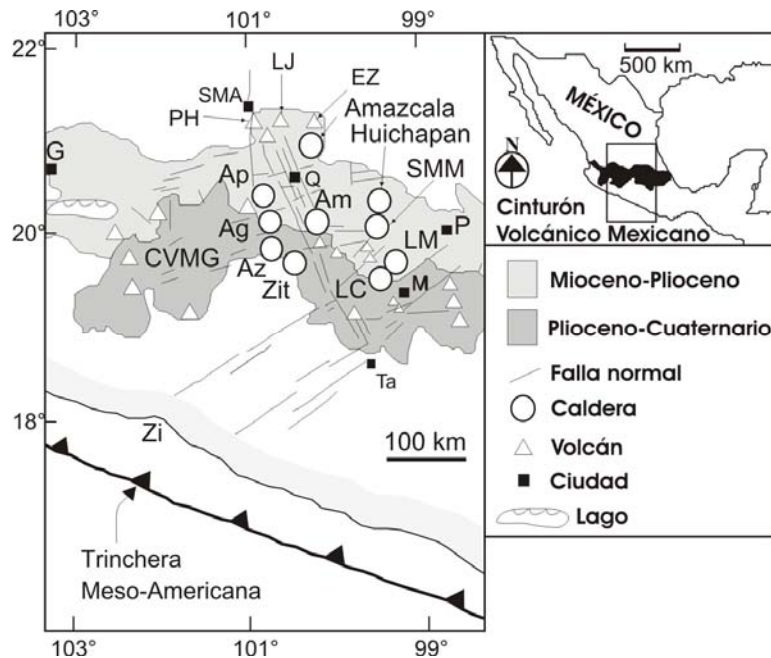 103°
101°
99°
22°
20°
18°
LJ
SMA
EZ
PH
Amazcala
Huichapan
G
SMM
Ap
Q
Am
P
Ag
LM
CVMG
Az
Zit
LC
M
Ta
Zi
100 km
Trinchera
Meso-Americana
103°
101°
99°
500 km
MÉXICO
N
Cinturón
Volcánico Mexicano
Mioceno-Plioceno
Plioceno-Cuaternario
Falla normal
Caldera
Volcán
Ciudad
Lago